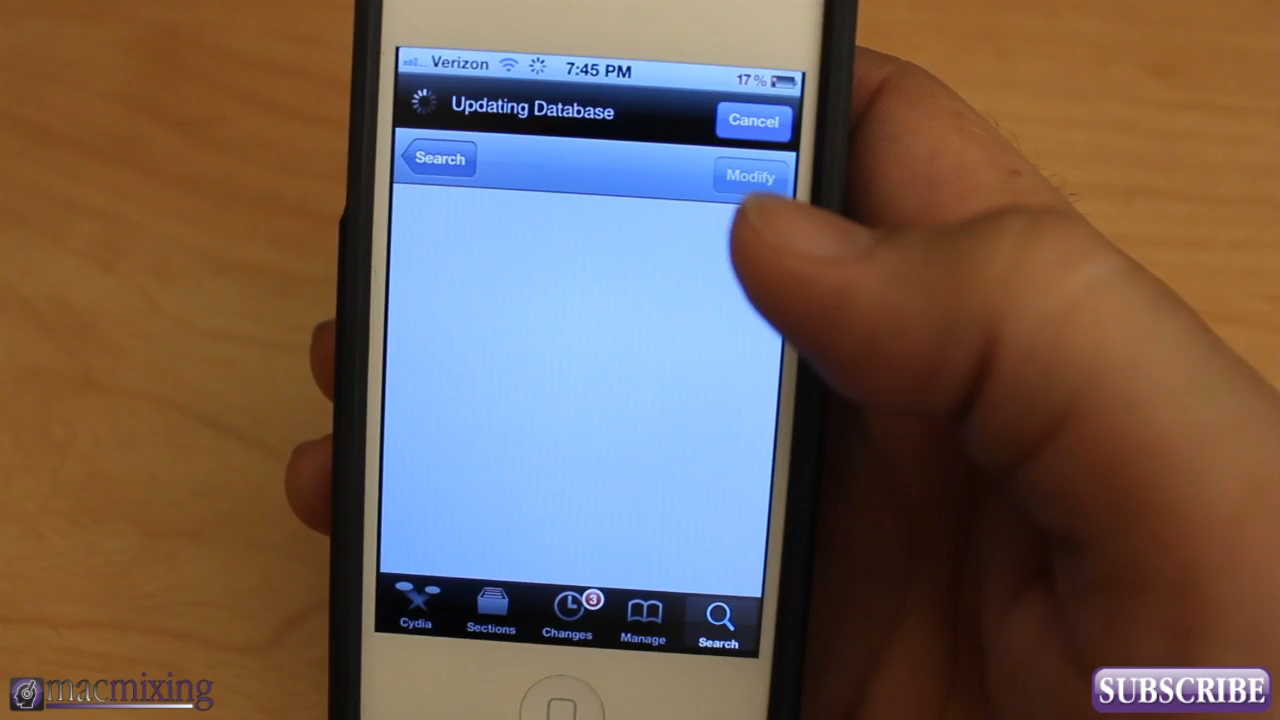 Verizon 7:45 PM 17%
Updating Database Cancel
Search Modify
3
Cydia Sections Changes Manage Search
macmixing SUBSCRIBE